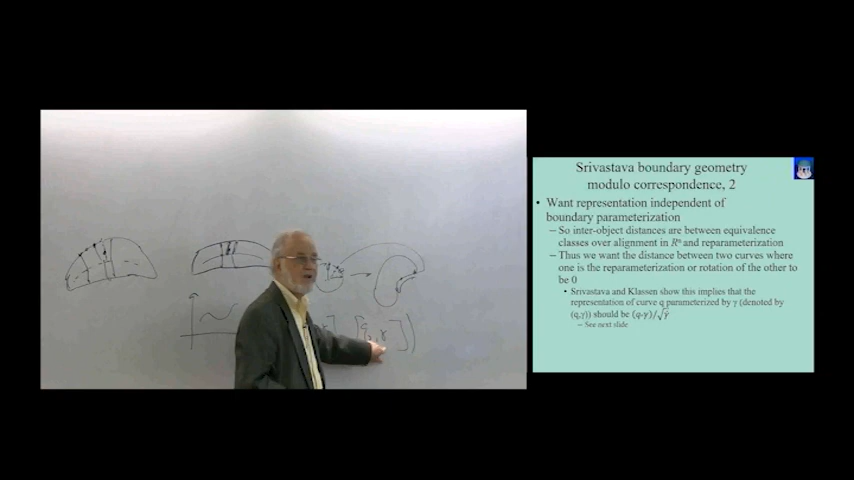 Srivastava boundary geometry
modulo correspondence, 2
• Want representation independent of
boundary parameterization
– So inter-object distances are between equivalence
classes over alignment in Rⁿ and reparameterization
– Thus we want the distance between two curves where
one is the reparameterization or rotation of the other to
be 0
• Srivastava and Klassen show this implies that the
representation of curve q parameterized by γ (denoted by
(q,γ)) should be (q∘γ)/√γ̇
– See next slide